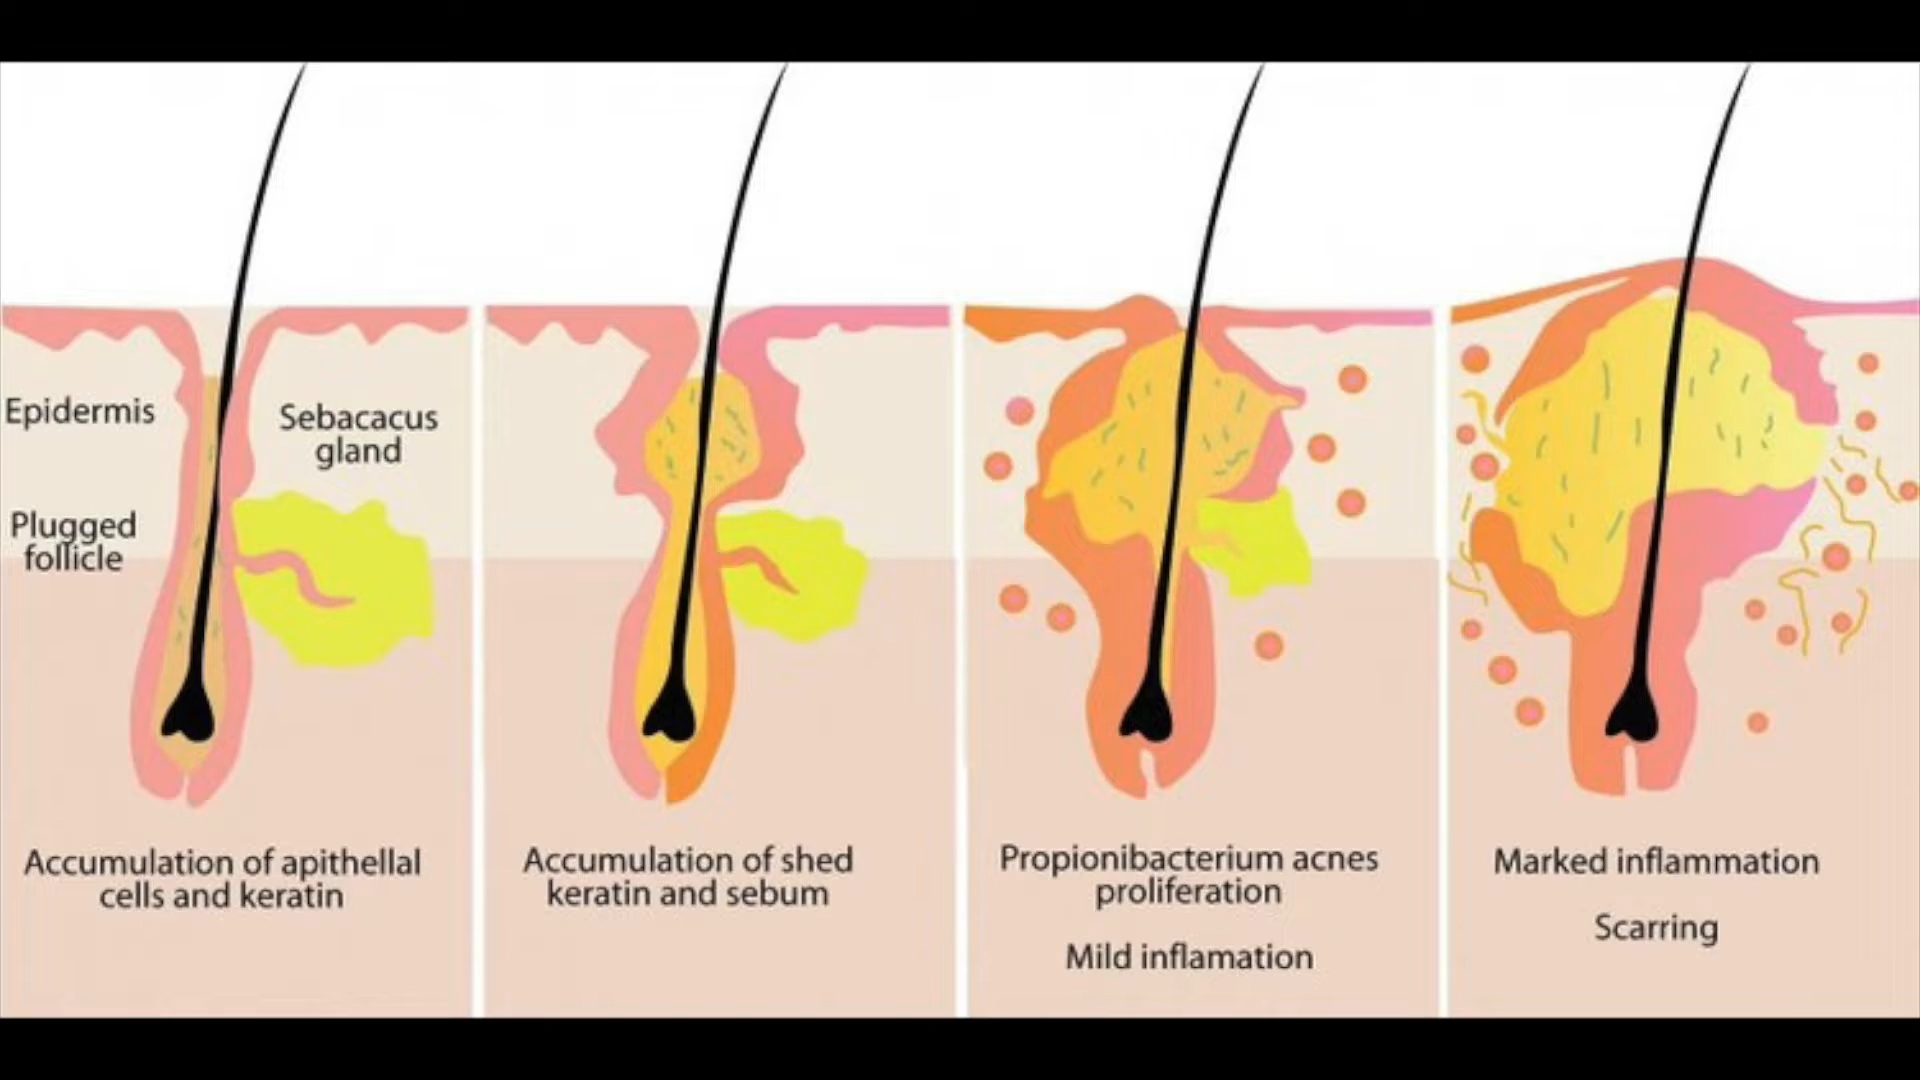 Epidermis
Sebacacus
gland
Plugged
follicle
Accumulation of apithellal
cells and keratin
Accumulation of shed
keratin and sebum
Propionibacterium acnes
proliferation
Mild inflamation
Marked inflammation
Scarring